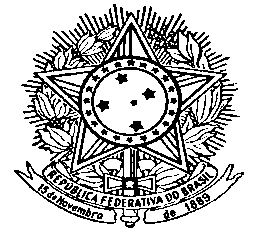 REPÚBLICA FEDERATIVA DO BRASIL
15 de Novembro de 1889